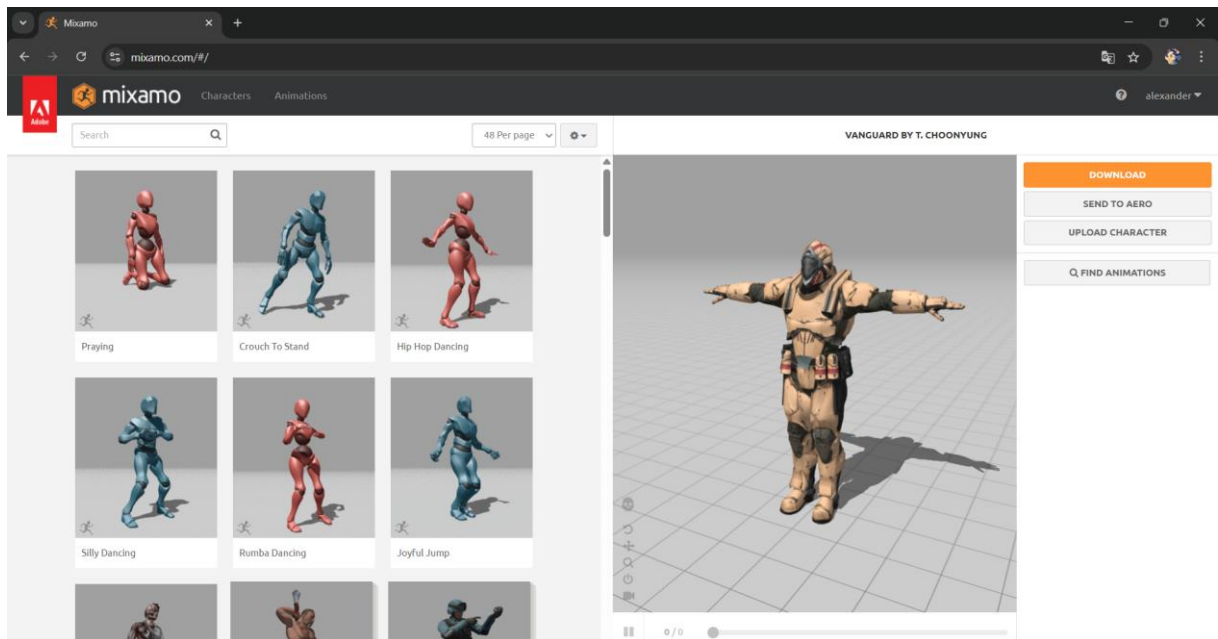 Mixamo
mixamo.com/#/
Adobe
mixamo Characters Animations alexander
Search 48 Per page
VANGUARD BY T. CHOONYUNG
DOWNLOAD
SEND TO AERO
UPLOAD CHARACTER
FIND ANIMATIONS
Praying Crouch To Stand Hip Hop Dancing
Silly Dancing Rumba Dancing Joyful Jump
0 / 0